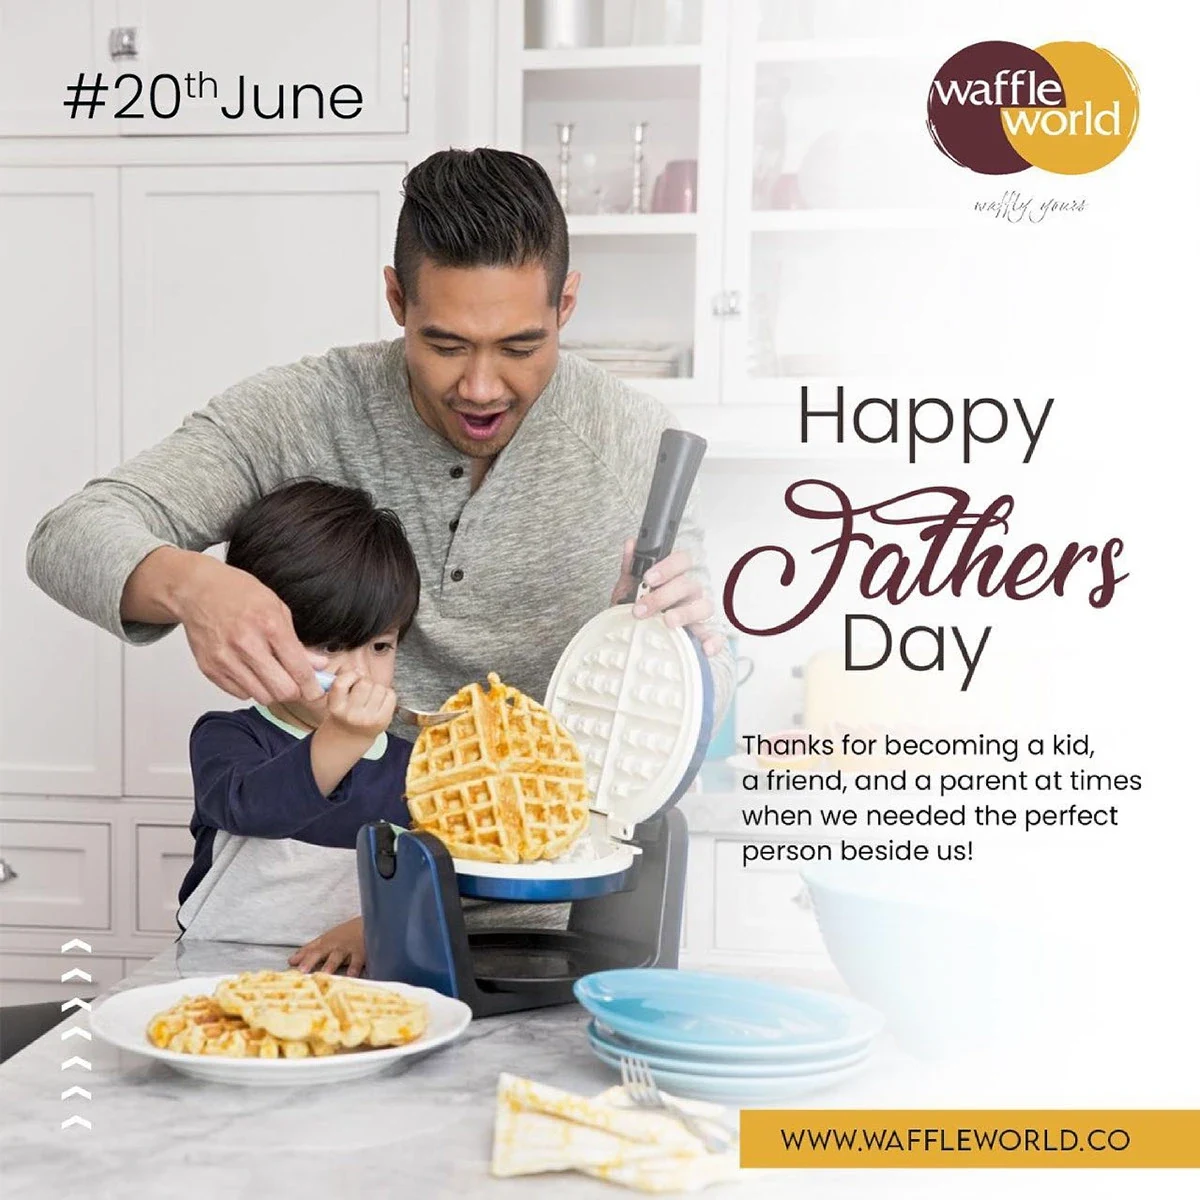 #20th June
waffle
world
waffly yours
Happy
Fathers
Day
Thanks for becoming a kid,
a friend, and a parent at times
when we needed the perfect
person beside us!
WWW.WAFFLEWORLD.CO